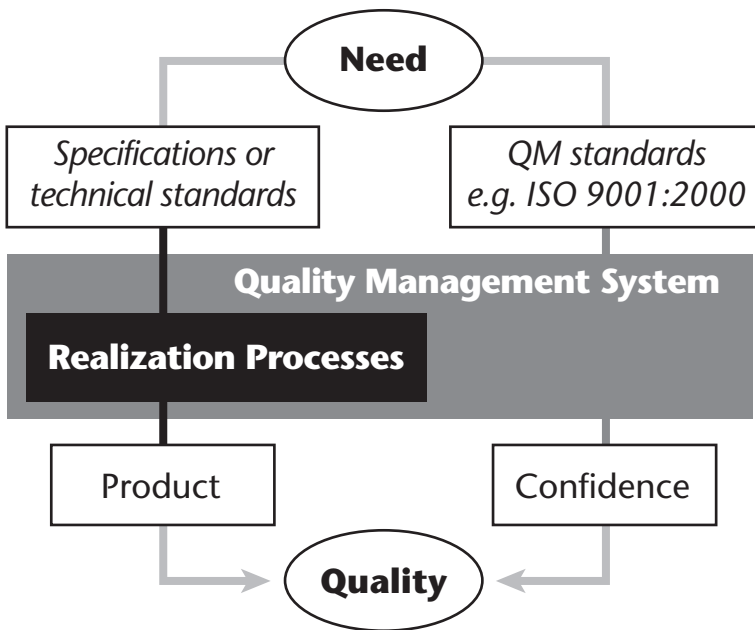 Need
Specifications or
technical standards
QM standards
e.g. ISO 9001:2000
Quality Management System
Realization Processes
Product
Confidence
Quality